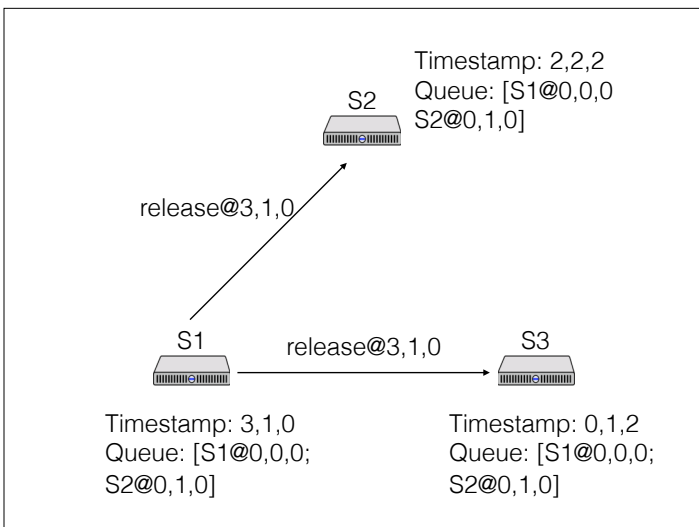 Timestamp: 2,2,2
Queue: [S1@0,0,0
S2@0,1,0]
S2
release@3,1,0
S1
release@3,1,0
S3
Timestamp: 3,1,0
Queue: [S1@0,0,0;
S2@0,1,0]
Timestamp: 0,1,2
Queue: [S1@0,0,0;
S2@0,1,0]